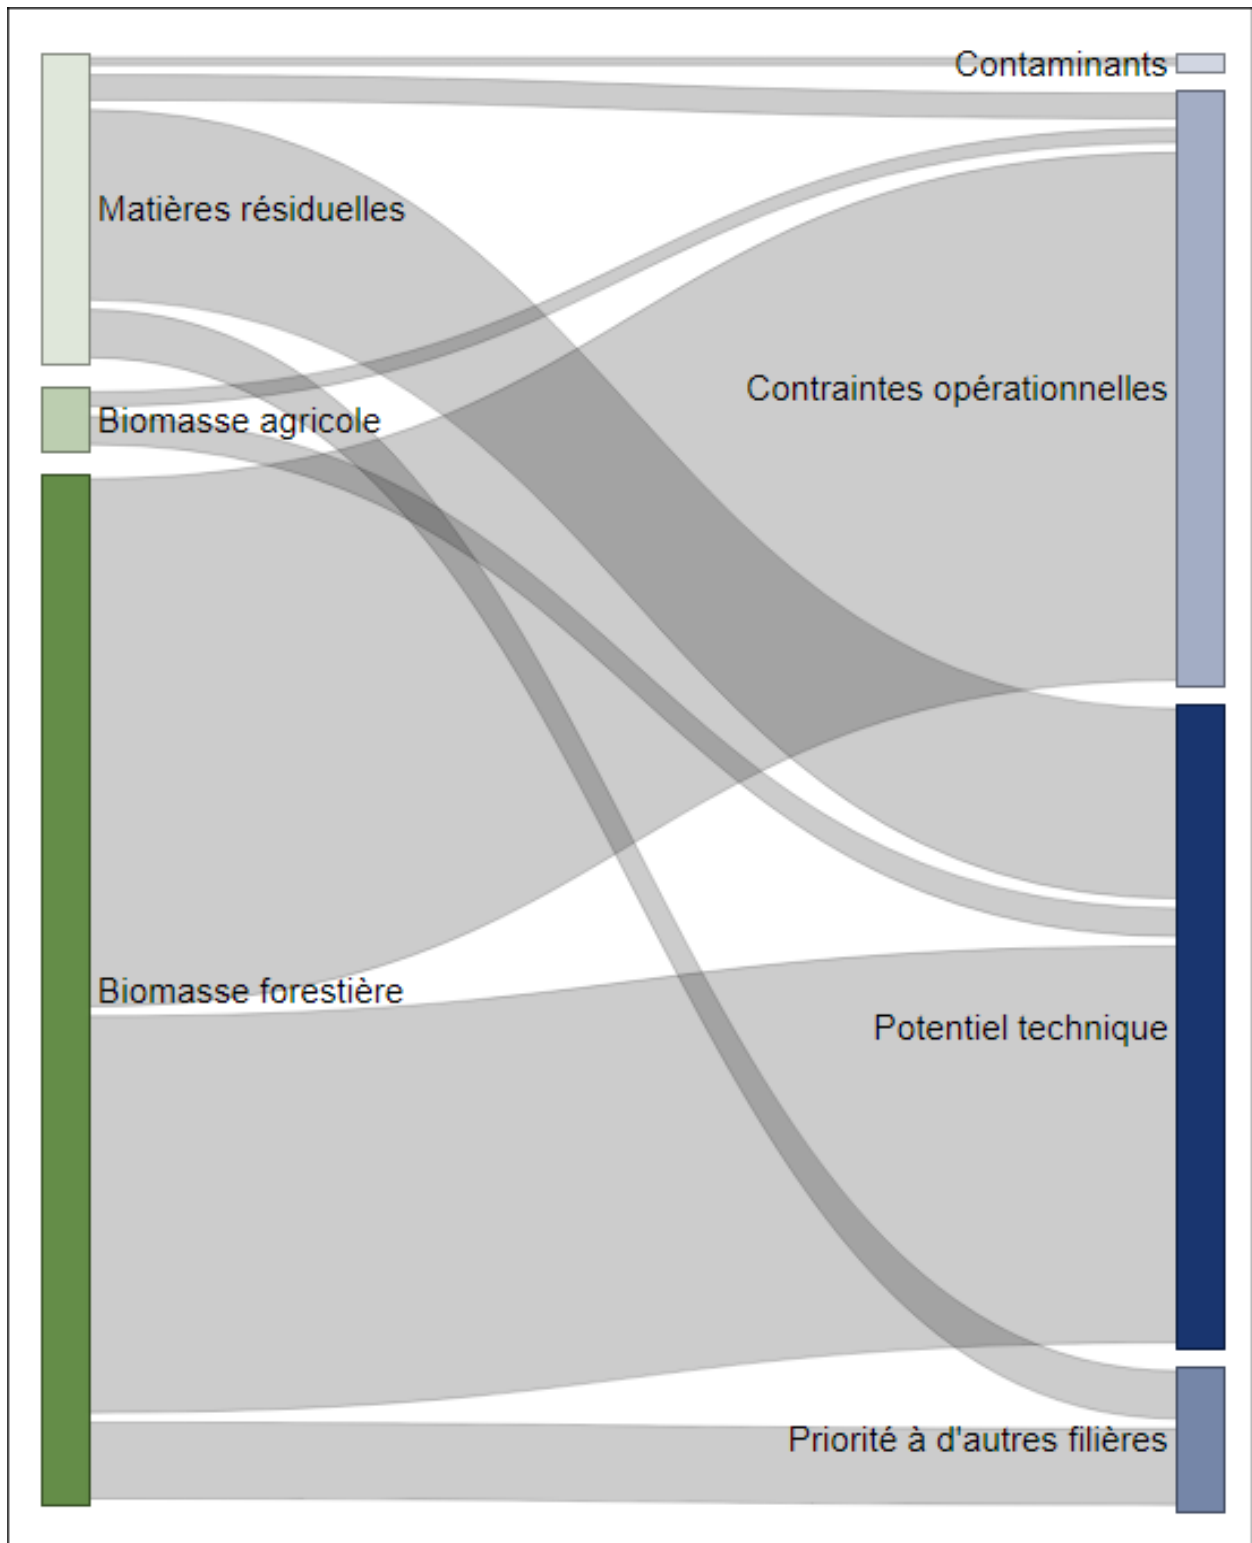 Contaminants
Matières résiduelles
Contraintes opérationnelles
Biomasse agricole
Biomasse forestière
Potentiel technique
Priorité à d'autres filières